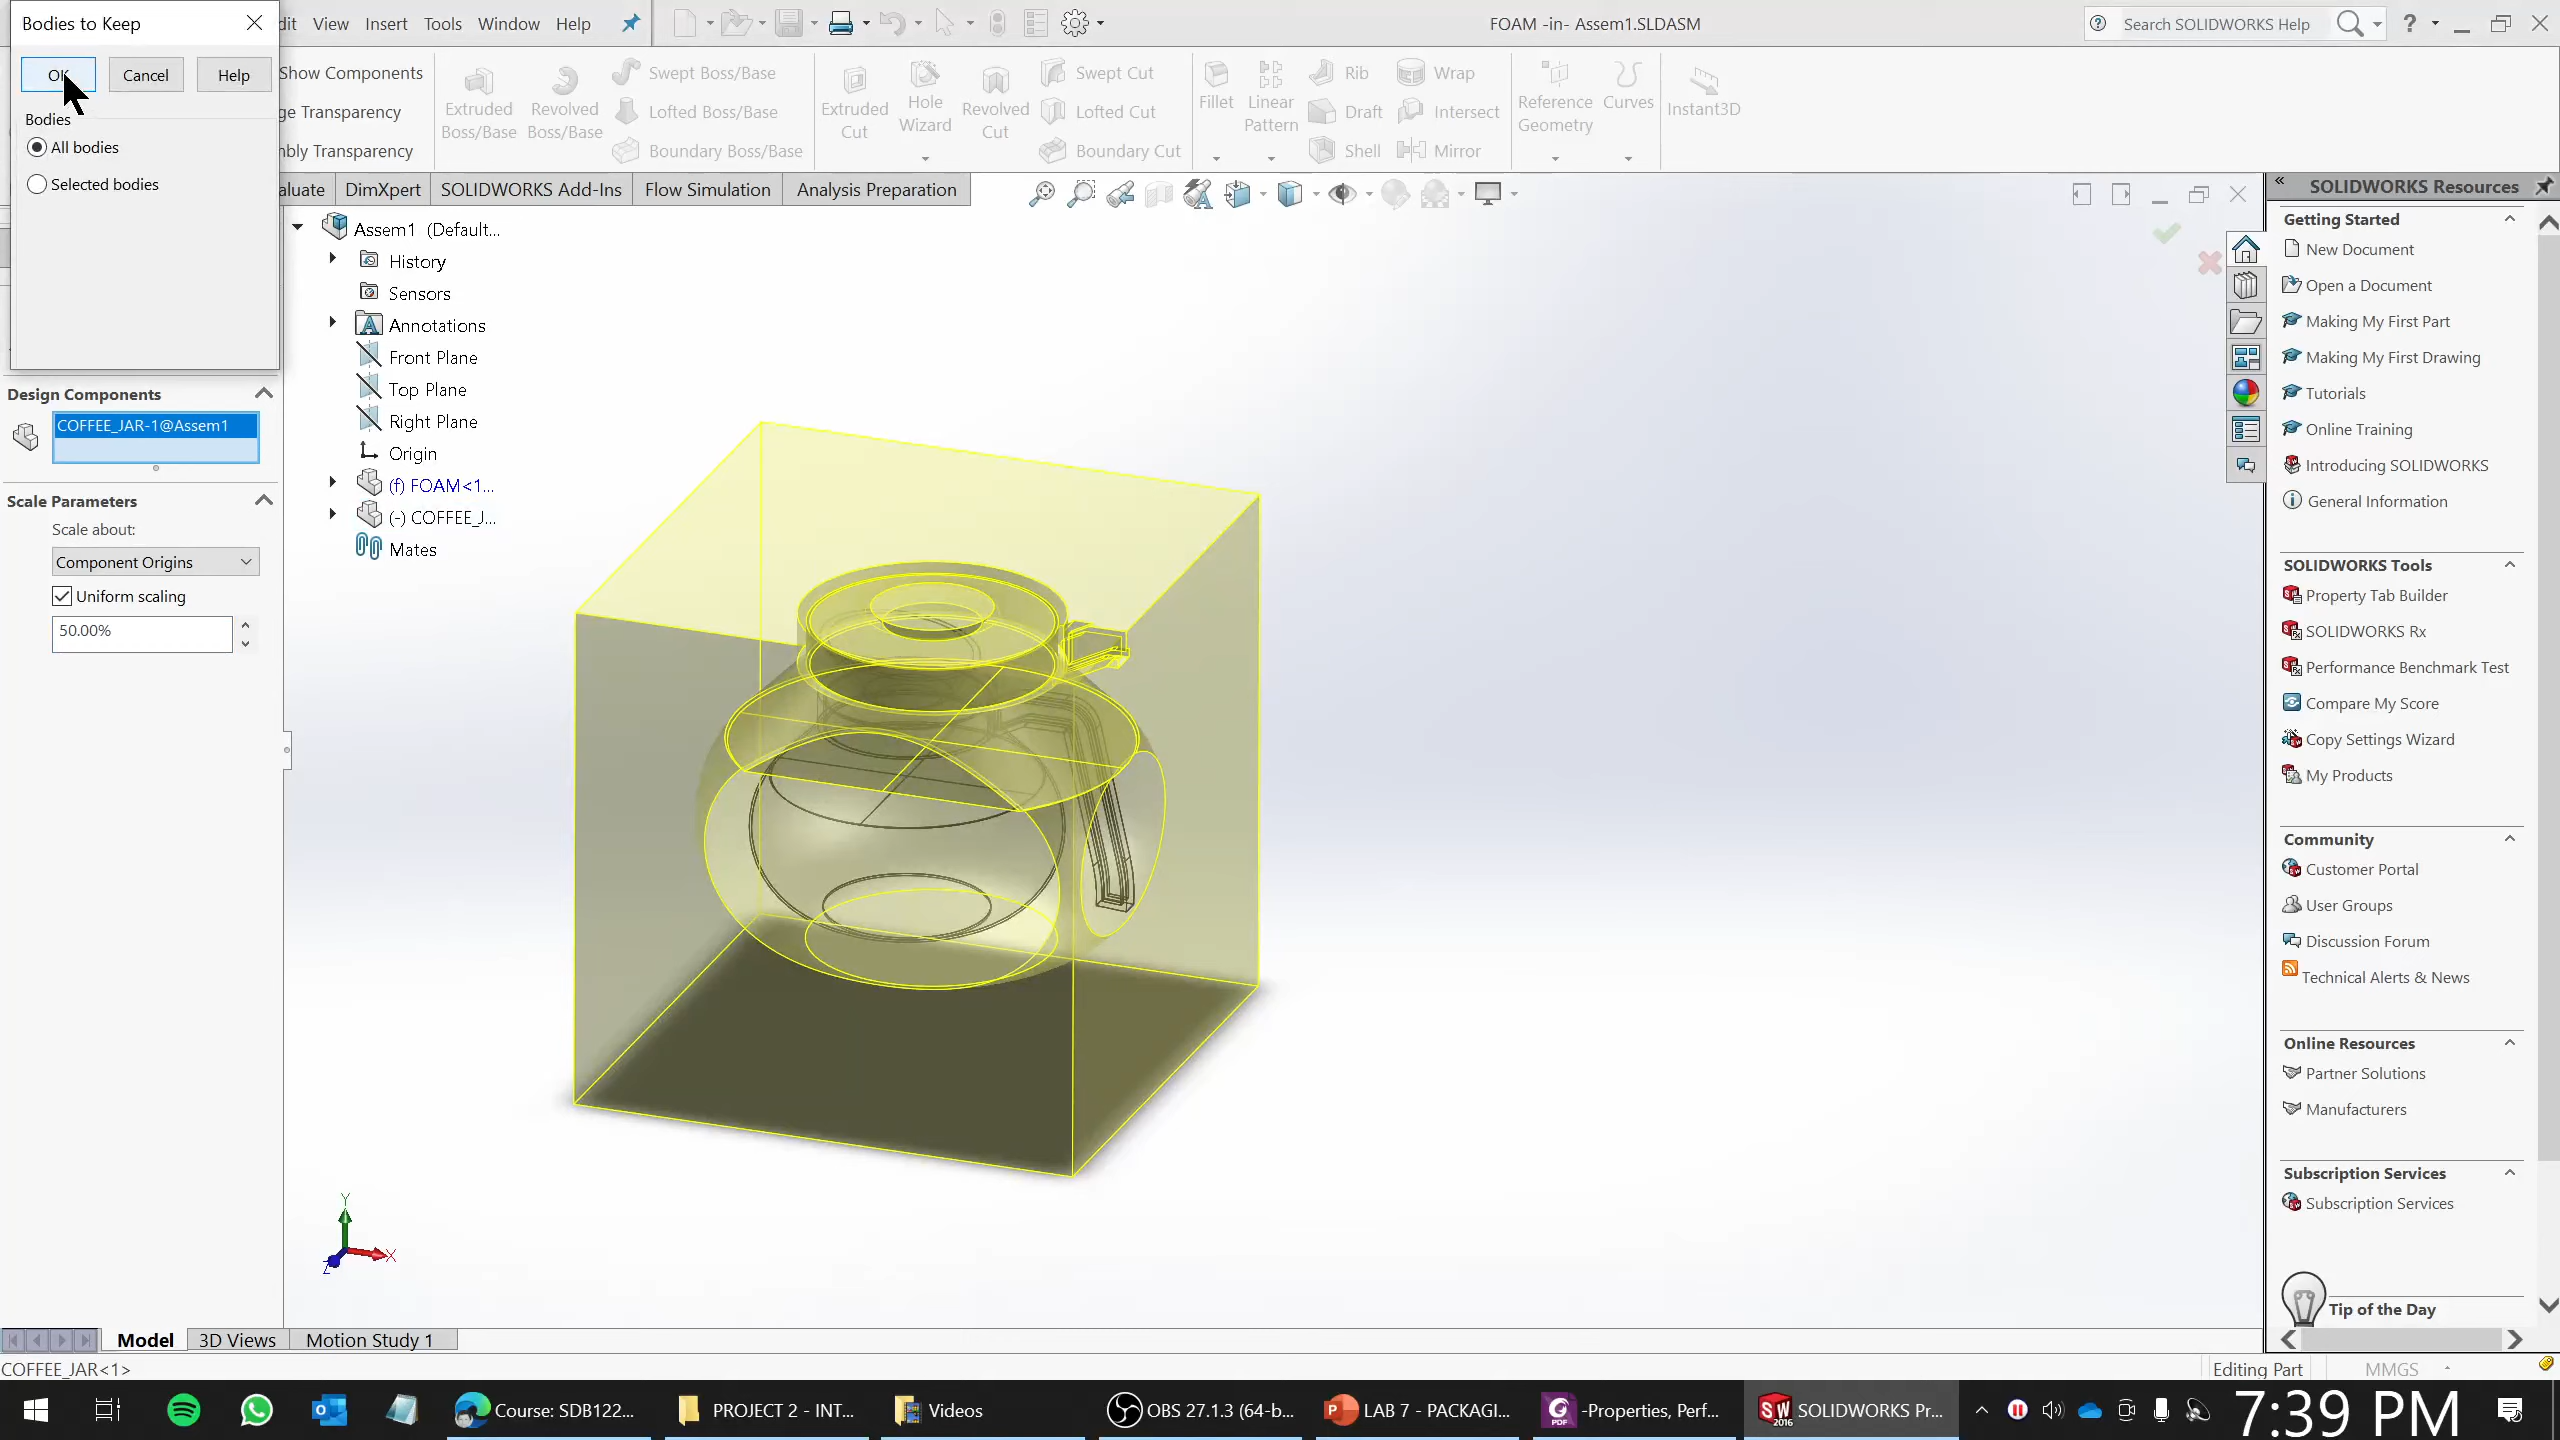 Bodies to Keep
OK Cancel Help
Bodies
All bodies
Selected bodies
dit View Insert Tools Window Help
FOAM -in- Assem1.SLDASM
Search SOLIDWORKS Help
Show Components
ge Transparency
nbly Transparency
Extruded Boss/Base
Revolved Boss/Base
Swept Boss/Base
Lofted Boss/Base
Boundary Boss/Base
Extruded Cut
Hole Wizard
Revolved Cut
Swept Cut
Lofted Cut
Boundary Cut
Fillet
Linear Pattern
Rib
Draft
Shell
Wrap
Intersect
Mirror
Reference Geometry
Curves
Instant3D
aluate DimXpert SOLIDWORKS Add-Ins Flow Simulation Analysis Preparation
Design Components
COFFEE_JAR-1@Assem1
Scale Parameters
Scale about:
Component Origins
Uniform scaling
50.00%
Assem1 (Default...
History
Sensors
Annotations
Front Plane
Top Plane
Right Plane
Origin
(f) FOAM<1...
(-) COFFEE_J...
Mates
Y
X
Z
SOLIDWORKS Resources
Getting Started
New Document
Open a Document
Making My First Part
Making My First Drawing
Tutorials
Online Training
Introducing SOLIDWORKS
General Information
SOLIDWORKS Tools
Property Tab Builder
SOLIDWORKS Rx
Performance Benchmark Test
Compare My Score
Copy Settings Wizard
My Products
Community
Customer Portal
User Groups
Discussion Forum
Technical Alerts & News
Online Resources
Partner Solutions
Manufacturers
Subscription Services
Subscription Services
Tip of the Day
Model 3D Views Motion Study 1
COFFEE_JAR<1>
Editing Part MMGS
Course: SDB122...
PROJECT 2 - INT...
Videos
OBS 27.1.3 (64-b...
LAB 7 - PACKAGI...
-Properties, Perf...
SOLIDWORKS Pr...
7:39 PM